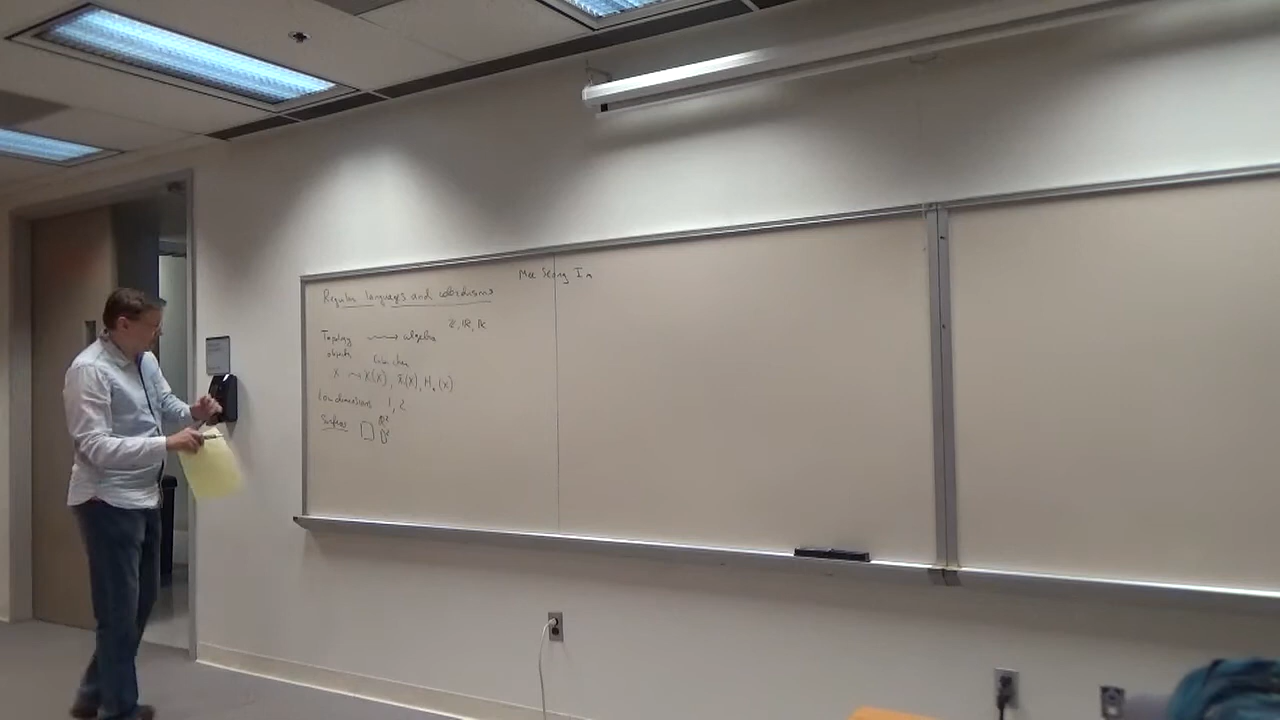 Mee Seong Im
Regular languages and cobordisms
Z, R, k
Topology ⟿ algebra
objects
X ⟿ χ(X), π(X), H (X)
Low dimensions 1, 2
Surfaces